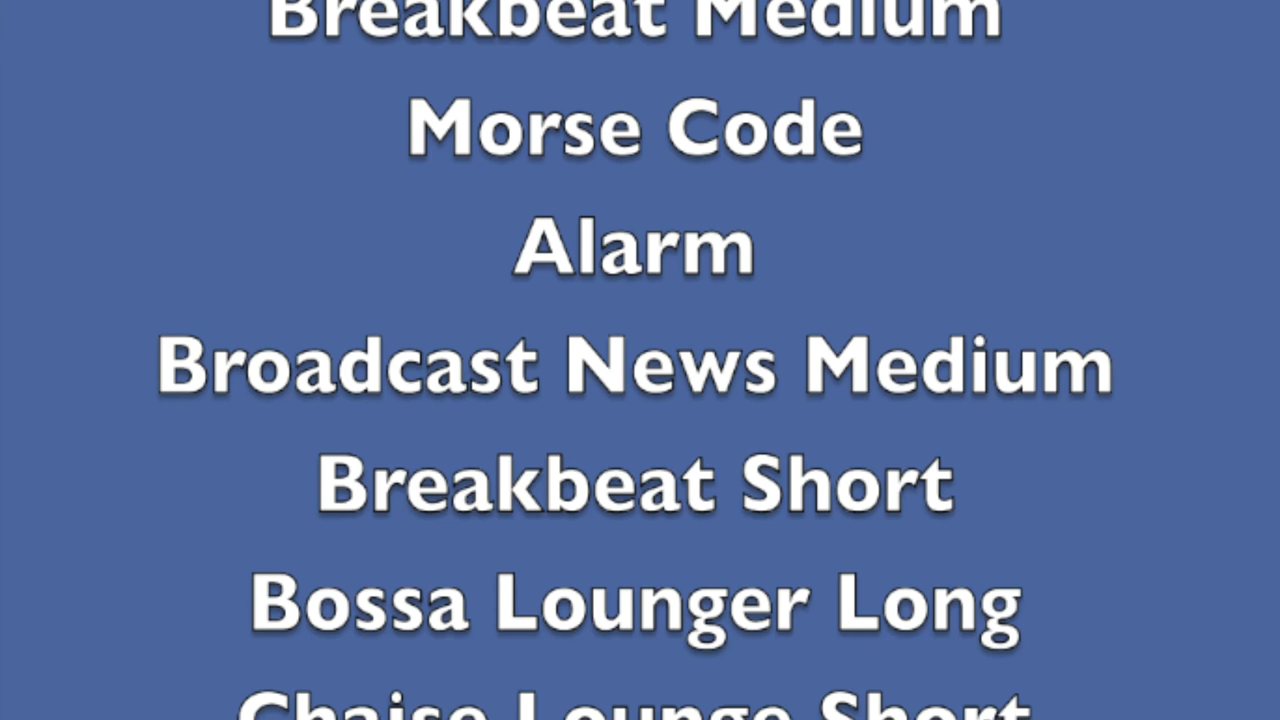 Breakbeat Medium
Morse Code
Alarm
Broadcast News Medium
Breakbeat Short
Bossa Lounger Long
Chaise Lounge Short